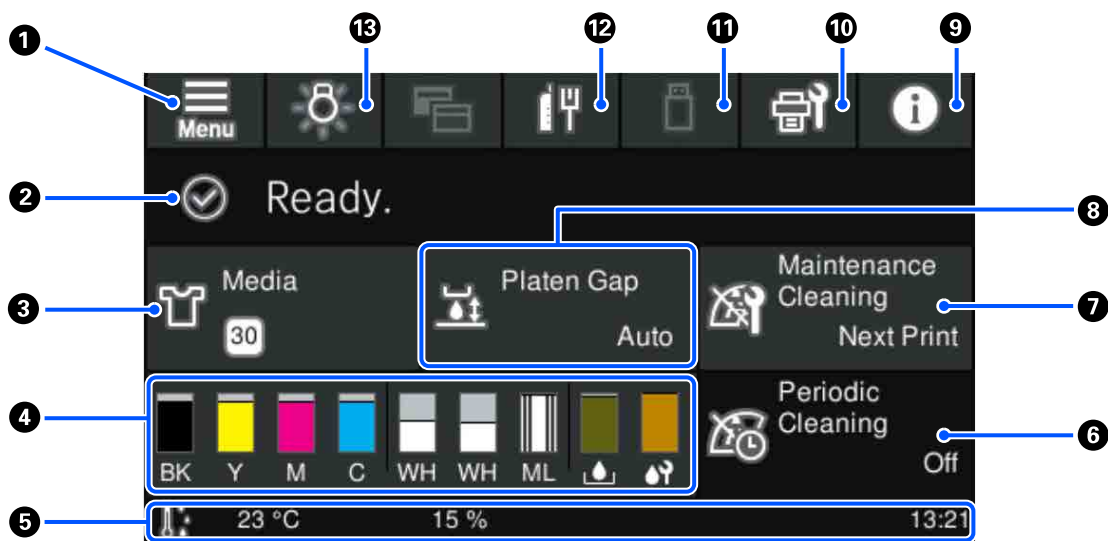 1
13
12
11
10
9
Menu
2
Ready.
8
3
Media
30
Platen Gap
Auto
Maintenance
Cleaning
Next Print
7
4
BK
Y
M
C
WH
WH
ML
Periodic
Cleaning
Off
6
5
23 °C
15 %
13:21